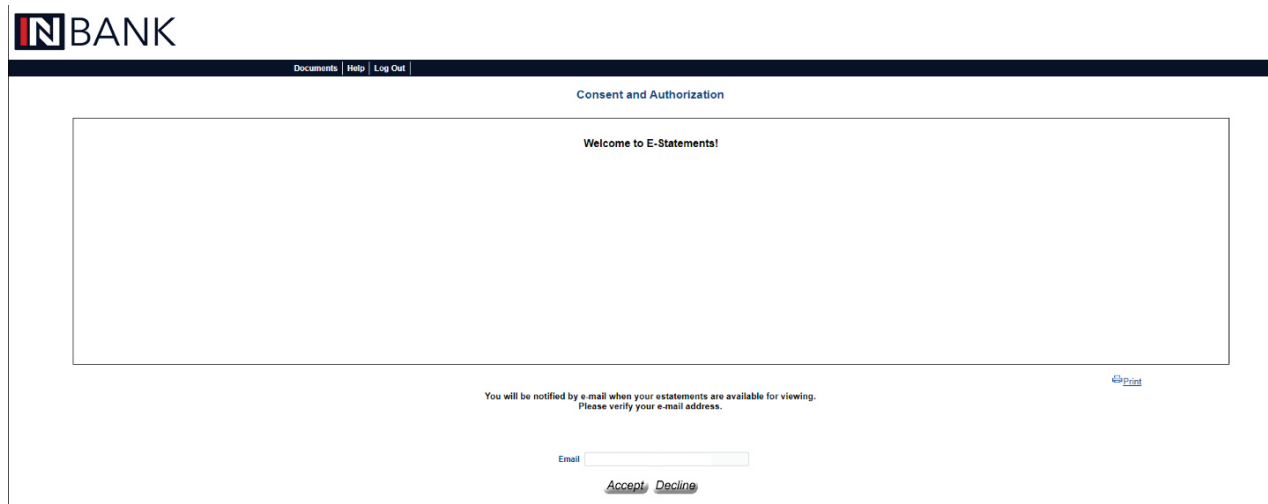 INBANK
Documents Help Log Out
Consent and Authorization
Welcome to E-Statements!
Print
You will be notified by e-mail when your estatements are available for viewing.
Please verify your e-mail address.
Email
Accept Decline